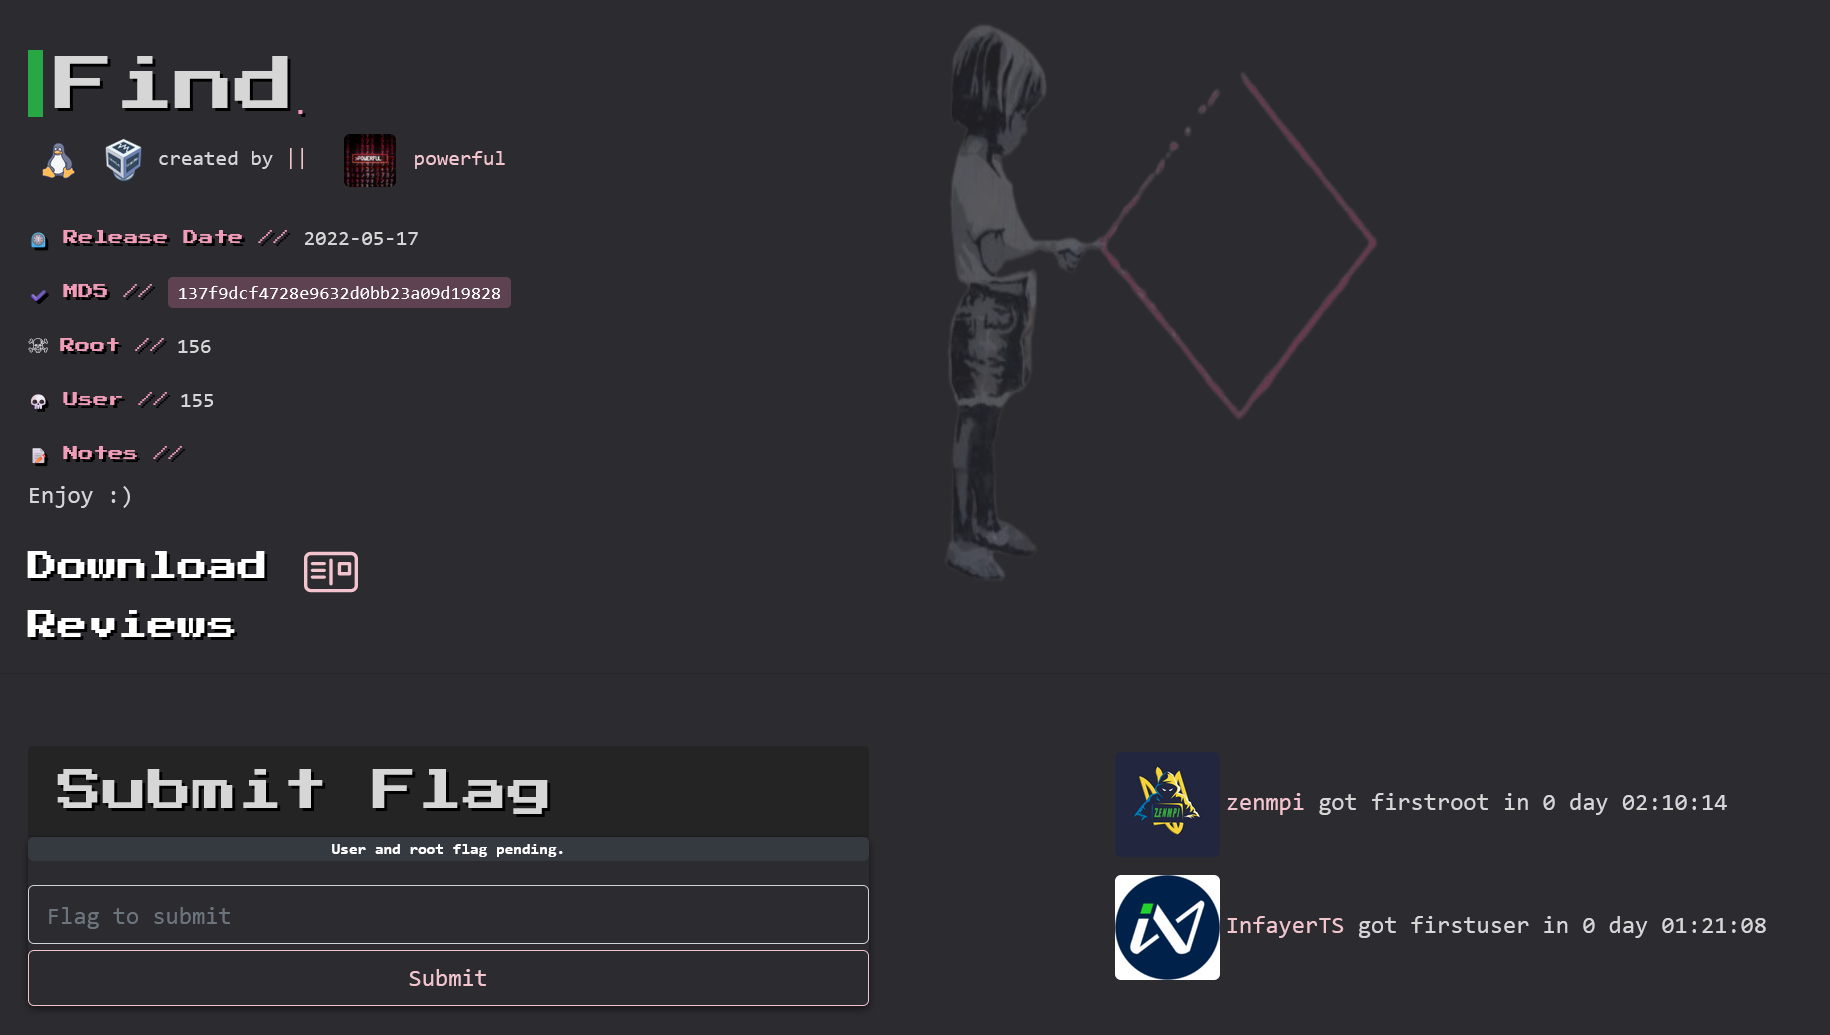 Find.
created by || powerful
Release Date // 2022-05-17
MD5 // 137f9dcf4728e9632d0bb23a09d19828
Root // 156
User // 155
Notes //
Enjoy :)
Download
Reviews
Submit Flag
User and root flag pending.
Flag to submit
Submit
ZENMPI
zenmpi got firstroot in 0 day 02:10:14
InfayerTS got firstuser in 0 day 01:21:08